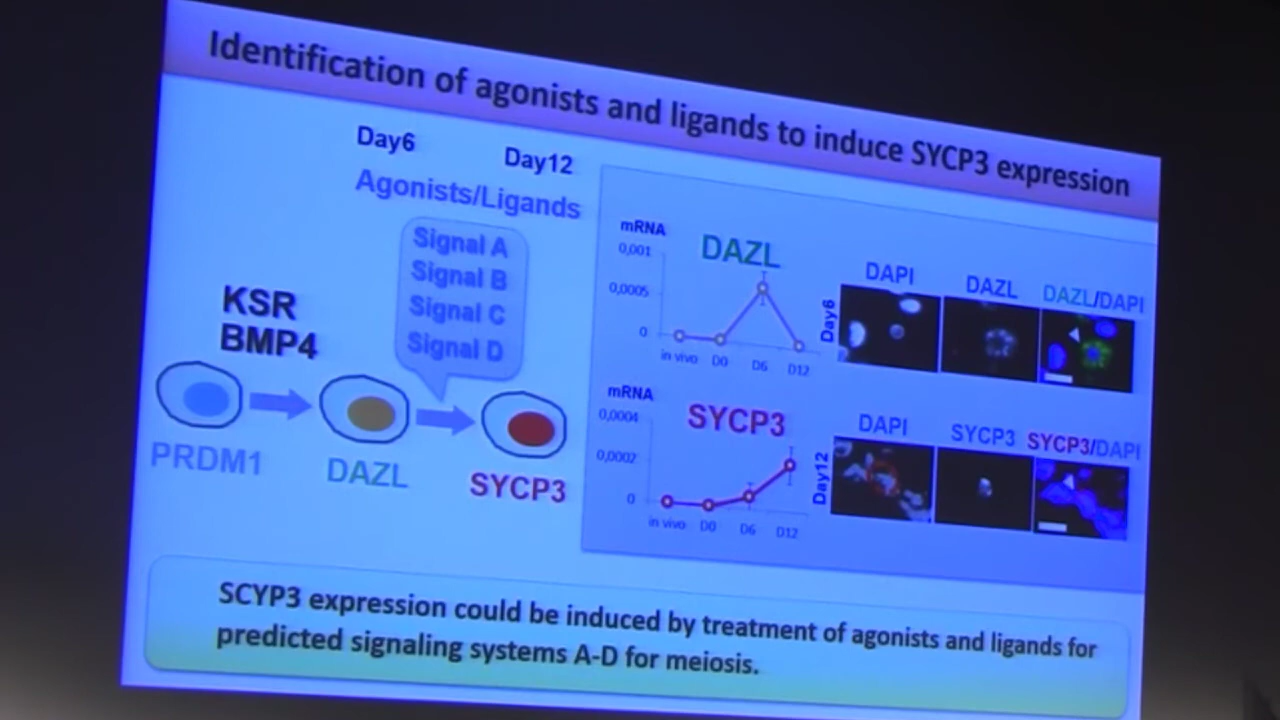 Identification of agonists and ligands to induce SYCP3 expression
Day6
Day12
Agonists/Ligands
Signal A
Signal B
Signal C
Signal D
KSR
BMP4
PRDM1
DAZL
SYCP3
mRNA
DAZL
0,001
0,0005
0
in vivo D0 D6 D12
mRNA
SYCP3
0,0004
0,0002
0
in vivo D0 D6 D12
DAPI DAZL DAZL/DAPI
Day6
DAPI SYCP3 SYCP3/DAPI
Day12
SCYP3 expression could be induced by treatment of agonists and ligands for
predicted signaling systems A-D for meiosis.